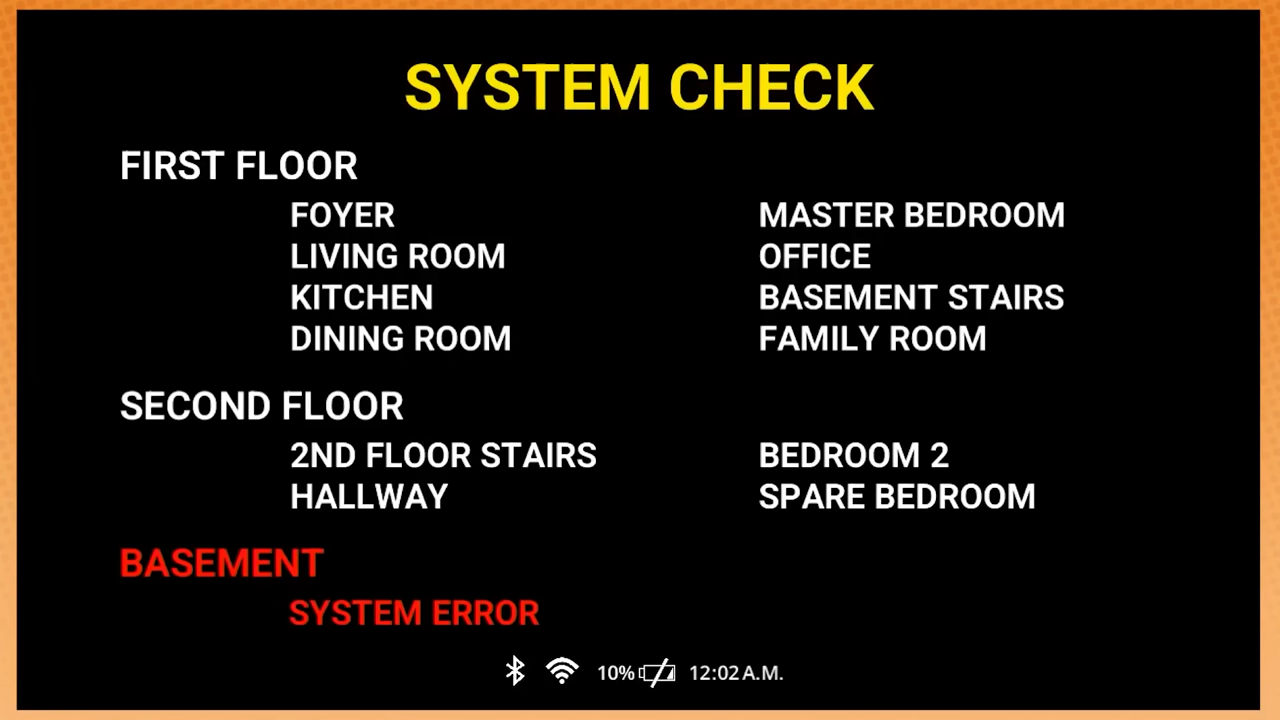 SYSTEM CHECK
FIRST FLOOR
FOYER
LIVING ROOM
KITCHEN
DINING ROOM
MASTER BEDROOM
OFFICE
BASEMENT STAIRS
FAMILY ROOM
SECOND FLOOR
2ND FLOOR STAIRS
HALLWAY
BEDROOM 2
SPARE BEDROOM
BASEMENT
SYSTEM ERROR
10% 12:02 A.M.